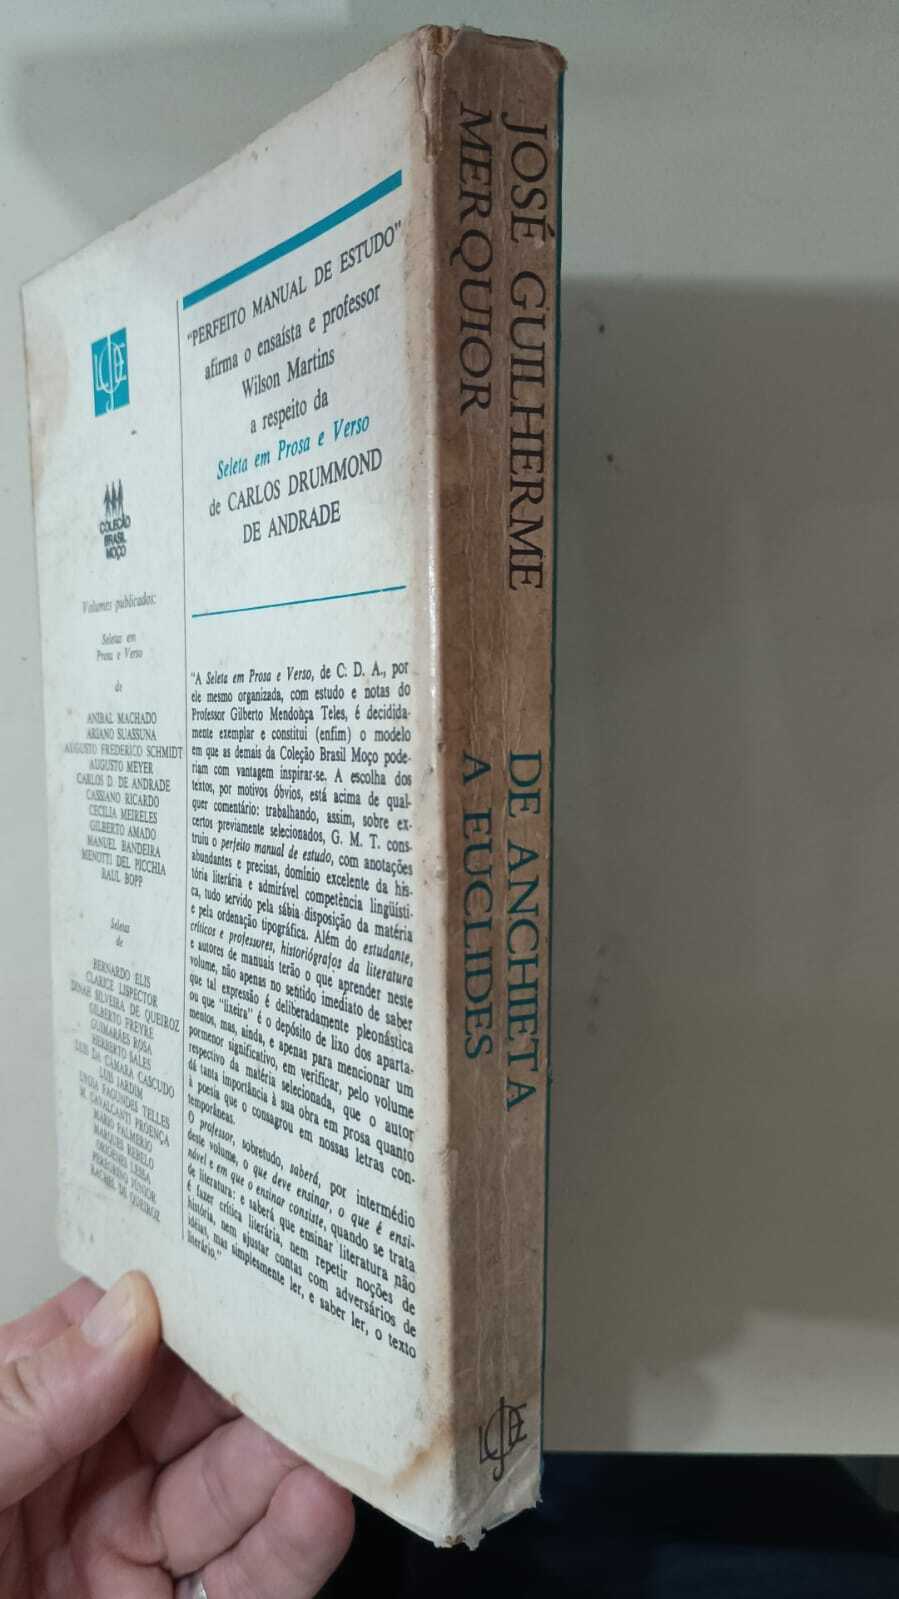 JOSÉ GUILHERME
MERQUIOR
DE ANCHIETA
A EUCLIDES
LJOE
LJOE
COLEÇÃO
BRASIL
MOÇO
Volumes publicados:
Seletas em
Prosa e Verso
de
ANIBAL MACHADO
ARIANO SUASSUNA
AUGUSTO FREDERICO SCHMIDT
AUGUSTO MEYER
CARLOS D. DE ANDRADE
CASSIANO RICARDO
CECILIA MEIRELES
GILBERTO AMADO
MANUEL BANDEIRA
MENOTTI DEL PICCHIA
RAUL BOPP
Seletas
de
BERNARDO ÉLIS
CLARICE LISPECTOR
DINAH SILVEIRA DE QUEIROZ
GILBERTO FREYRE
GUIMARÃES ROSA
HERBERTO SALES
LUIS DA CÂMARA CASCUDO
LUIS JARDIM
LYGIA FAGUNDES TELLES
M. CAVALCANTI PROENÇA
MÁRIO PALMÉRIO
MARQUES REBELO
ORÍGENES LESSA
PEREGRINO JÚNIOR
RACHEL DE QUEIROZ
"PERFEITO MANUAL DE ESTUDO"
afirma o ensaísta e professor
Wilson Martins
a respeito da
Seleta em Prosa e Verso
de CARLOS DRUMMOND
DE ANDRADE
"A Seleta em Prosa e Verso, de C. D. A., por
ele mesmo organizada, com estudo e notas do
Professor Gilberto Mendonça Teles, é decidida-
mente exemplar e constitui (enfim) o modelo
em que as demais da Coleção Brasil Moço pode-
riam com vantagem inspirar-se. A escolha dos
textos, por motivos óbvios, está acima de qual-
quer comentário: trabalhando, assim, sobre ex-
certos previamente selecionados, G. M. T. cons-
truiu o perfeito manual de estudo, com anotações
abundantes e precisas, domínio excelente da his-
tória literária e admirável competência lingüísti-
ca, tudo servido pela sábia disposição da matéria
e pela ordenação tipográfica. Além do estudante,
críticos e professores, historiógrafos da literatura
e autores de manuais terão o que aprender neste
volume, não apenas no sentido imediato de saber
que tal expressão é deliberadamente pleonástica
ou que "lixeira" é o depósito de lixo dos aparta-
mentos, mas, ainda, e apenas para mencionar um
pormenor significativo, em verificar, pelo volume
respectivo da matéria selecionada, que o autor
dá tanta importância à sua obra em prosa quanto
à poesia que o consagrou em nossas letras con-
temporâneas.
O professor, sobretudo, saberá, por intermédio
deste volume, o que deve ensinar, o que é ensi-
nável e em que o ensinar consiste, quando se trata
de literatura: e saberá que ensinar literatura não
é fazer crítica literária, nem repetir noções de
história, nem ajustar contas com adversários de
idéias, mas simplesmente ler, e saber ler, o texto
literário."